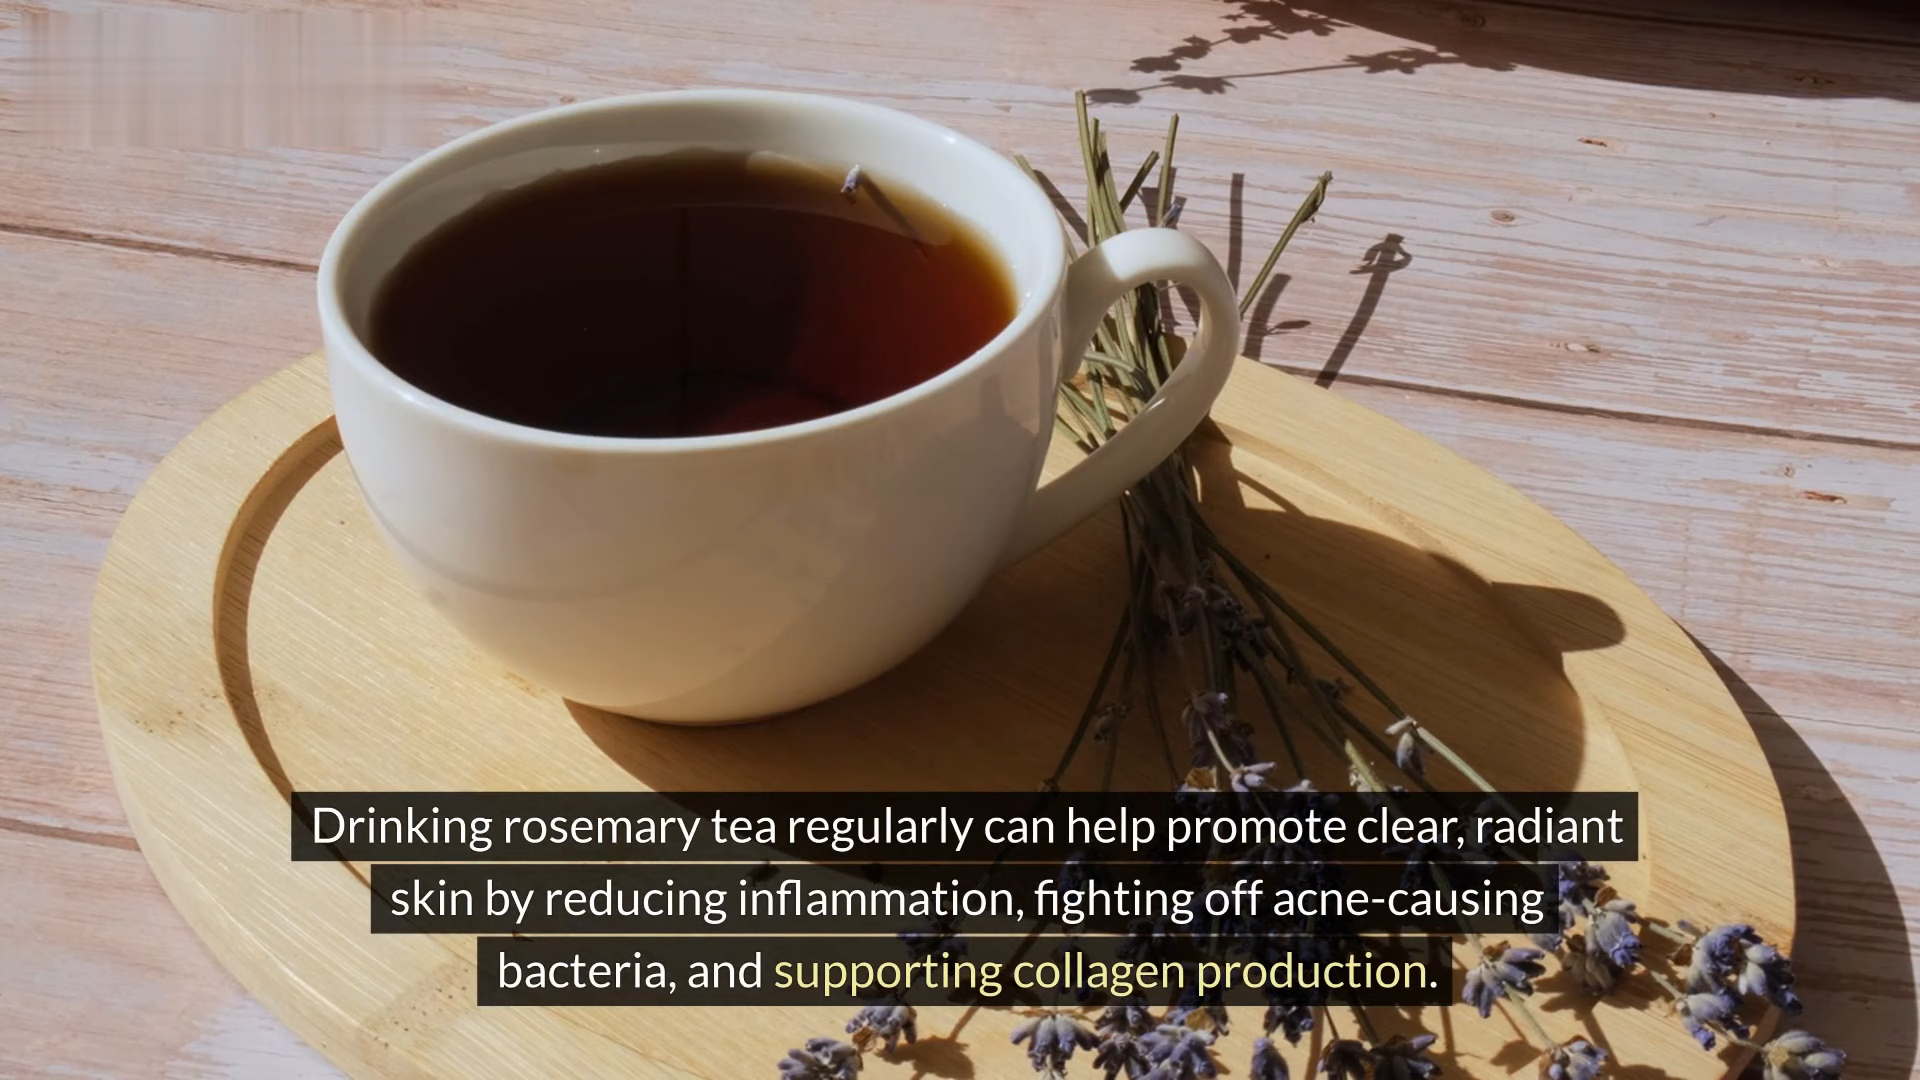 Drinking rosemary tea regularly can help promote clear, radiant
skin by reducing inflammation, fighting off acne-causing
bacteria, and supporting collagen production.